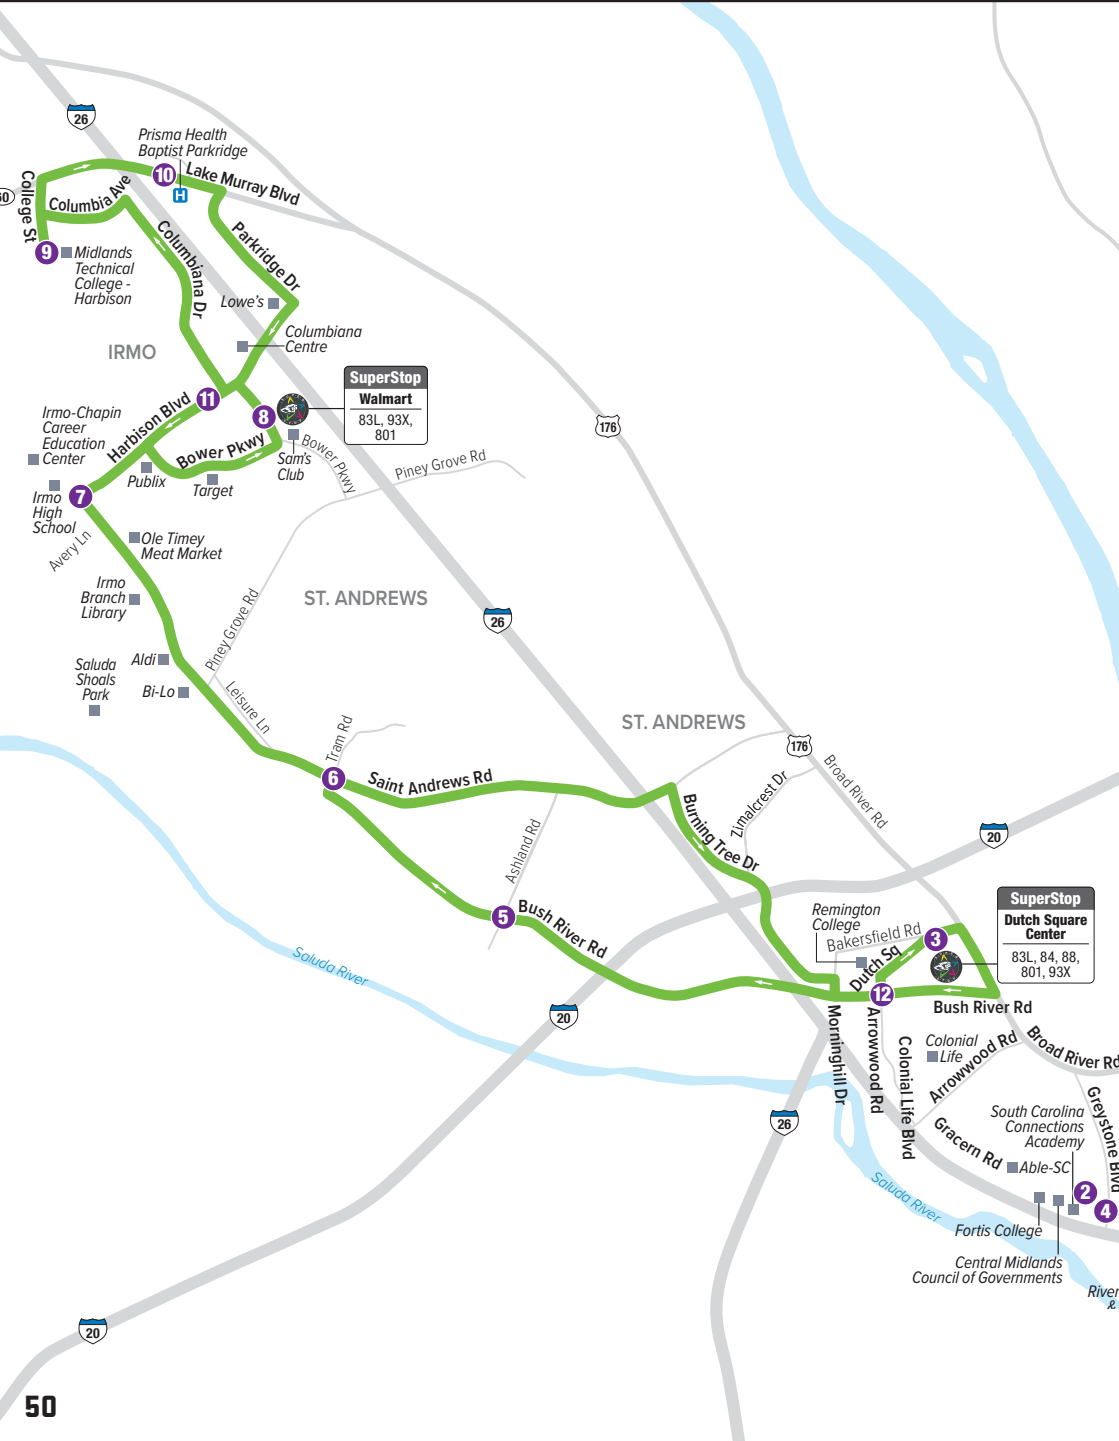 26
Prisma Health
Baptist Parkridge
10
H
Lake Murray Blvd
60
College St
Columbia Ave
9
Midlands
Technical
College -
Harbison
Columbiana Dr
Parkridge Dr
Lowe's
Columbiana
Centre
IRMO
SuperStop
Walmart
83L, 93X,
801
11
8
Harbison Blvd
Bower Pkwy
Bower Pkwy
Sam's
Club
Irmo-Chapin
Career
Education
Center
Publix
Target
Piney Grove Rd
176
7
Irmo
High
School
Avery Ln
Ole Timey
Meat Market
Irmo
Branch
Library
ST. ANDREWS
26
Piney Grove Rd
Aldi
Bi-Lo
Saluda
Shoals
Park
Leisure Ln
Tram Rd
6
Saint Andrews Rd
ST. ANDREWS
176
Broad River Rd
Zimalcrest Dr
Burning Tree Dr
20
Ashland Rd
5
Bush River Rd
Saluda River
20
Remington
College
Bakersfield Rd
3
Dutch Sq
12
SuperStop
Dutch Square
Center
83L, 84, 88,
801, 93X
Bush River Rd
Morninghill Dr
Arrowwood Rd
Colonial Life Blvd
Colonial
Life
Arrowwood Rd
Broad River Rd
Greystone Blvd
26
Gracern Rd
South Carolina
Connections
Academy
Able-SC
2
4
Saluda River
Fortis College
Central Midlands
Council of Governments
River
&
20
50